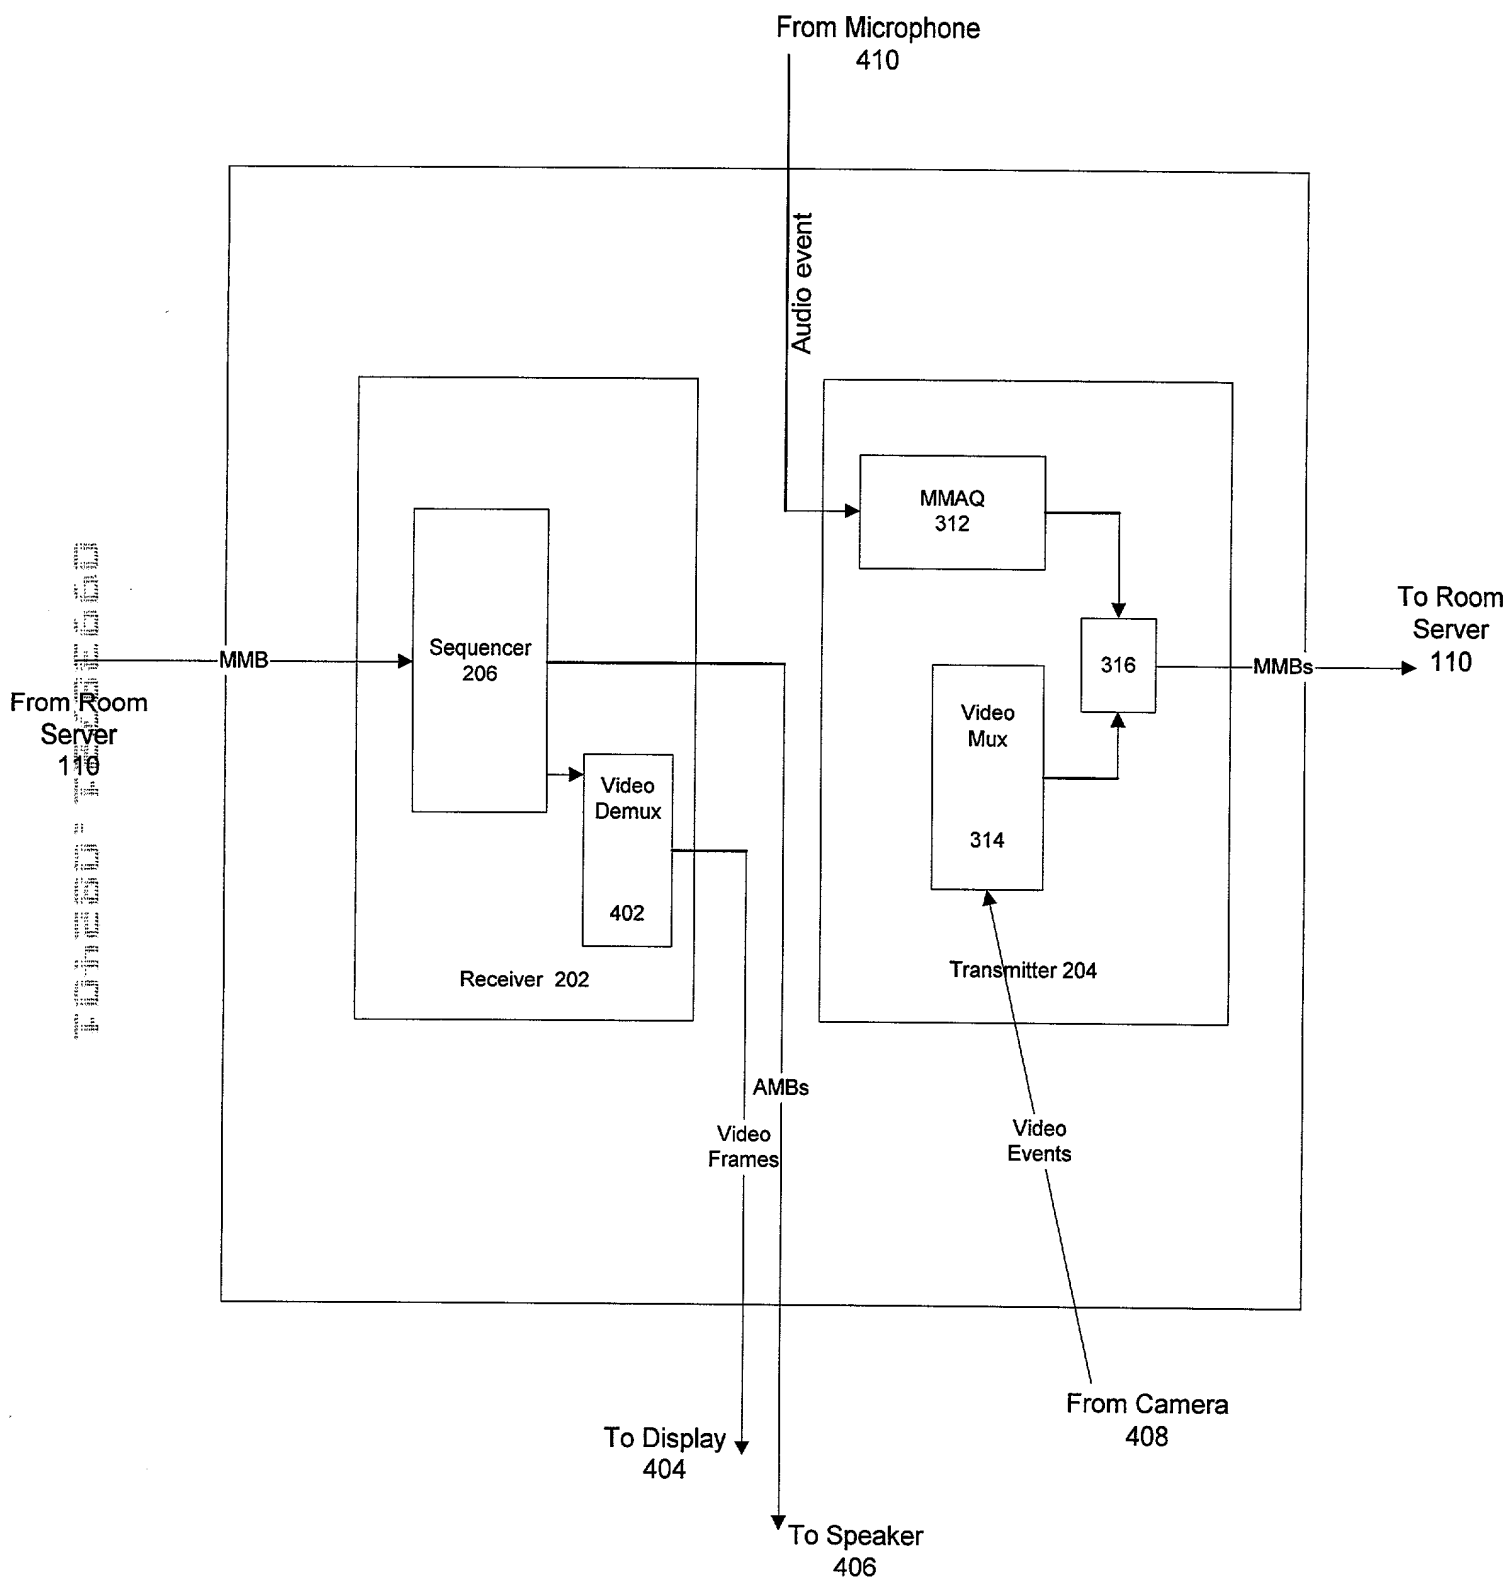 From Microphone
410
Audio event
MMAQ
312
To Room
Server
110
316
MMBs
MMB
Sequencer
206
From Room
Server
110
Video
Mux
314
Video
Demux
402
Receiver 202
Transmitter 204
AMBs
Video
Frames
Video
Events
From Camera
408
To Display
404
To Speaker
406